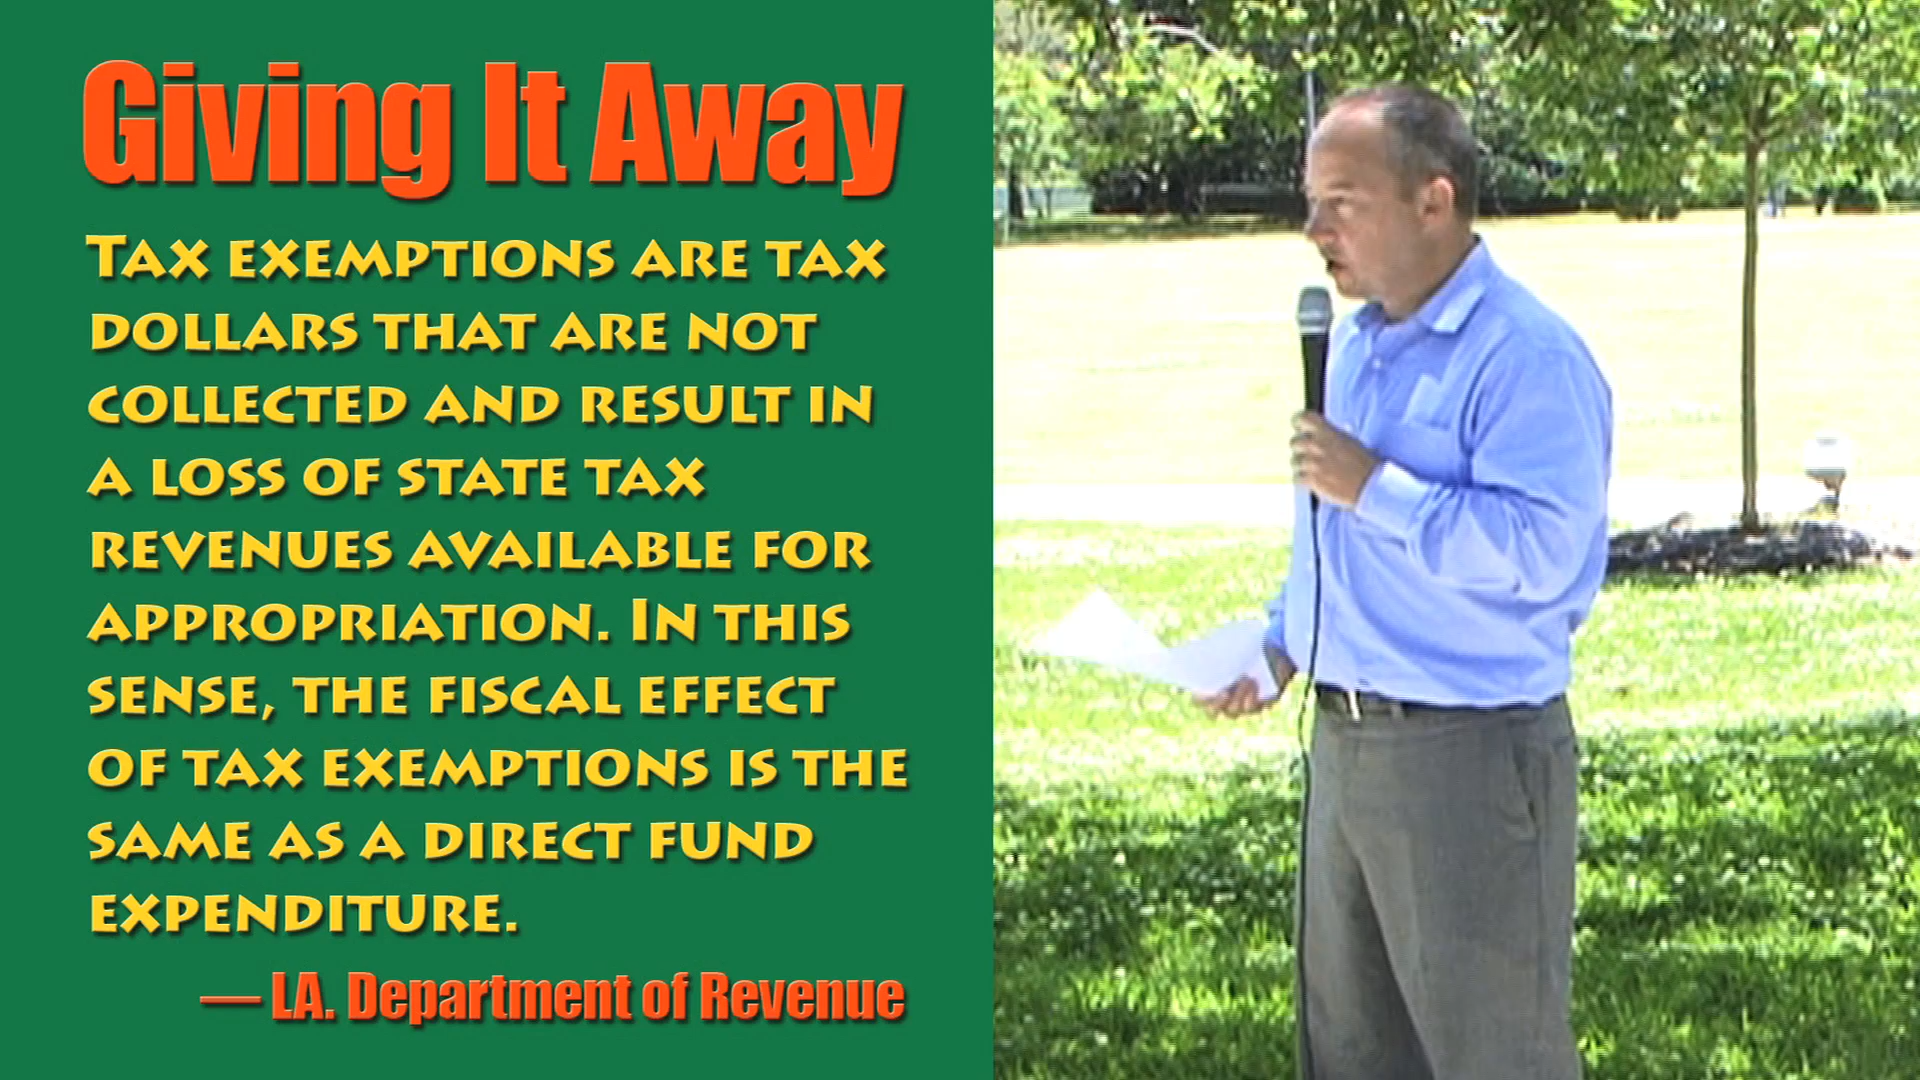 Giving It Away
Tax exemptions are tax
dollars that are not
collected and result in
a loss of state tax
revenues available for
appropriation. In this
sense, the fiscal effect
of tax exemptions is the
same as a direct fund
expenditure.
— LA. Department of Revenue